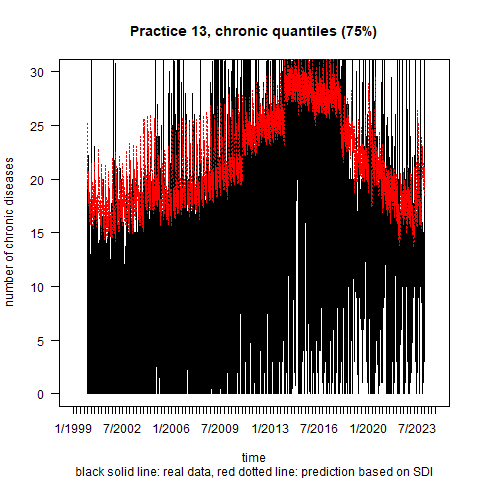 Practice 13, chronic quantiles (75%)
number of chronic diseases
30
25
20
15
10
5
0
1/1999 7/2002 1/2006 7/2009 1/2013 7/2016 1/2020 7/2023
time
black solid line: real data, red dotted line: prediction based on SDI